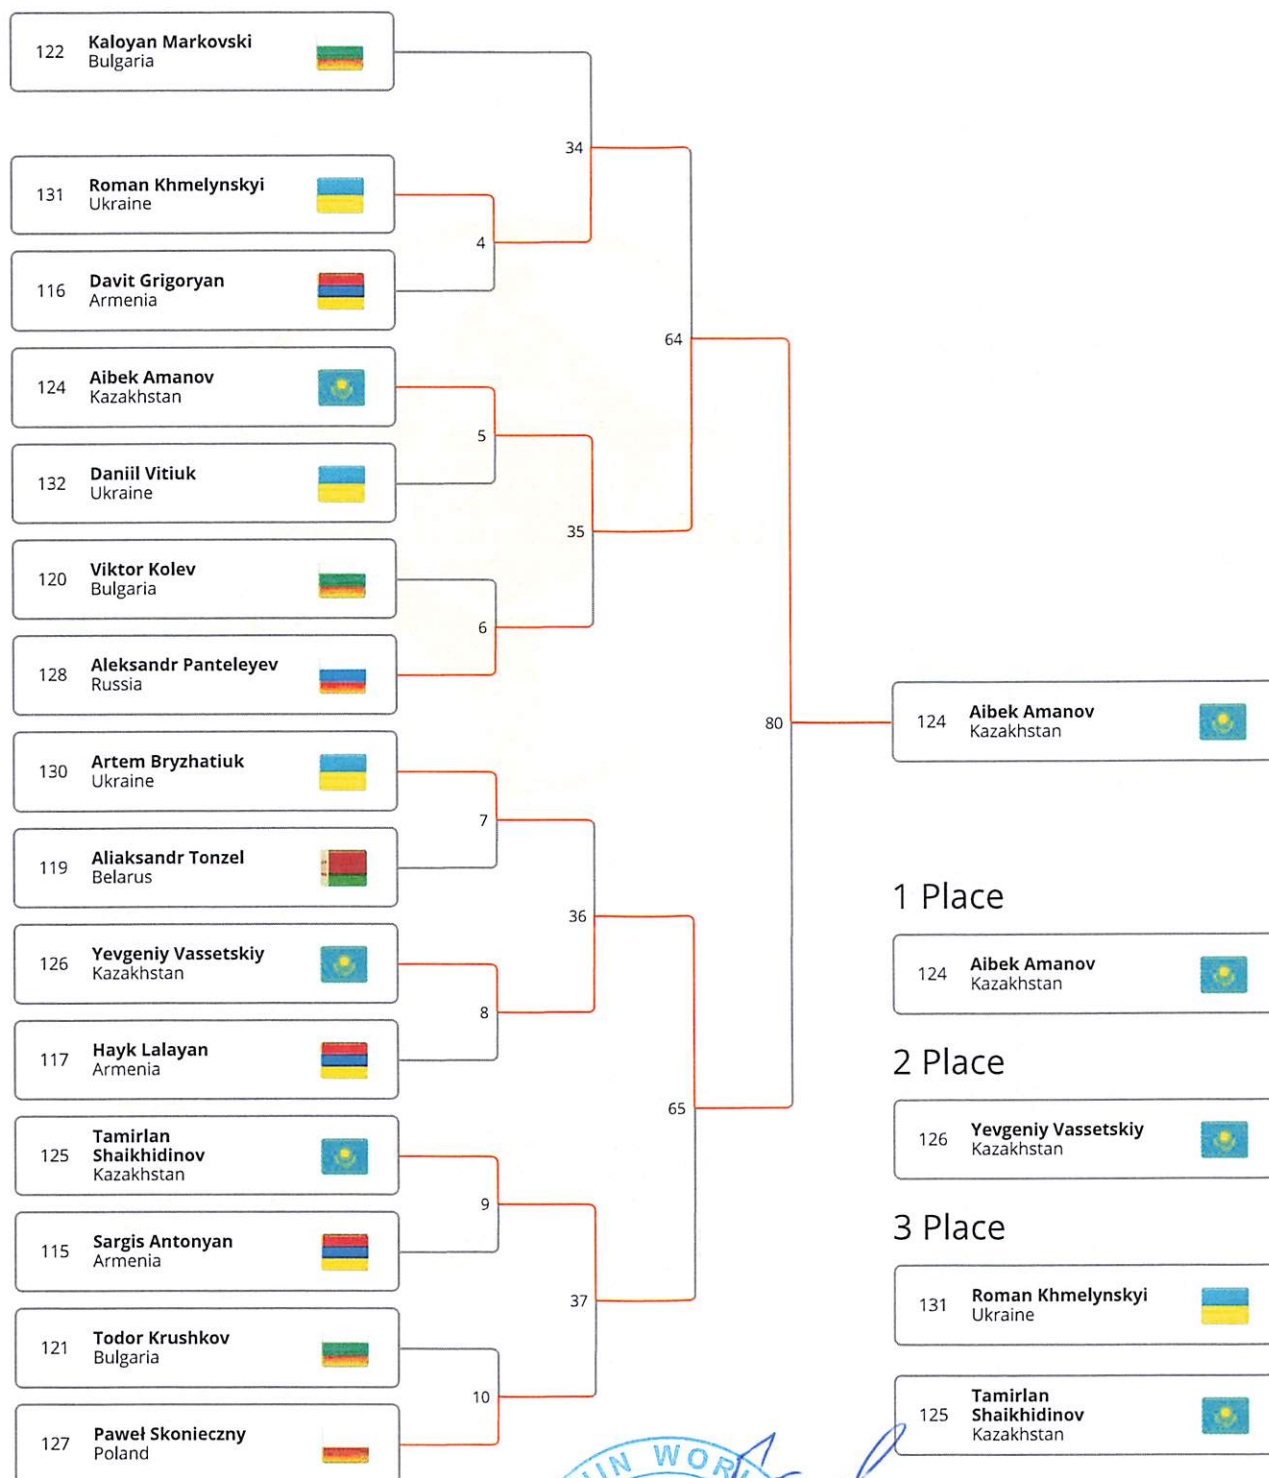 122 Kaloyan Markovski
Bulgaria
34
131 Roman Khmelynskyi
Ukraine
4
116 Davit Grigoryan
Armenia
64
124 Aibek Amanov
Kazakhstan
5
132 Daniil Vitiuk
Ukraine
35
120 Viktor Kolev
Bulgaria
6
128 Aleksandr Panteleyev
Russia
80
124 Aibek Amanov
Kazakhstan
130 Artem Bryzhatiuk
Ukraine
7
119 Aliaksandr Tonzel
Belarus
36
126 Yevgeniy Vassetskiy
Kazakhstan
8
117 Hayk Lalayan
Armenia
65
125 Tamirlan
Shaikhidinov
Kazakhstan
9
115 Sargis Antonyan
Armenia
37
121 Todor Krushkov
Bulgaria
10
127 Paweł Skonieczny
Poland
1 Place
124 Aibek Amanov
Kazakhstan
2 Place
126 Yevgeniy Vassetskiy
Kazakhstan
3 Place
131 Roman Khmelynskyi
Ukraine
125 Tamirlan
Shaikhidinov
Kazakhstan